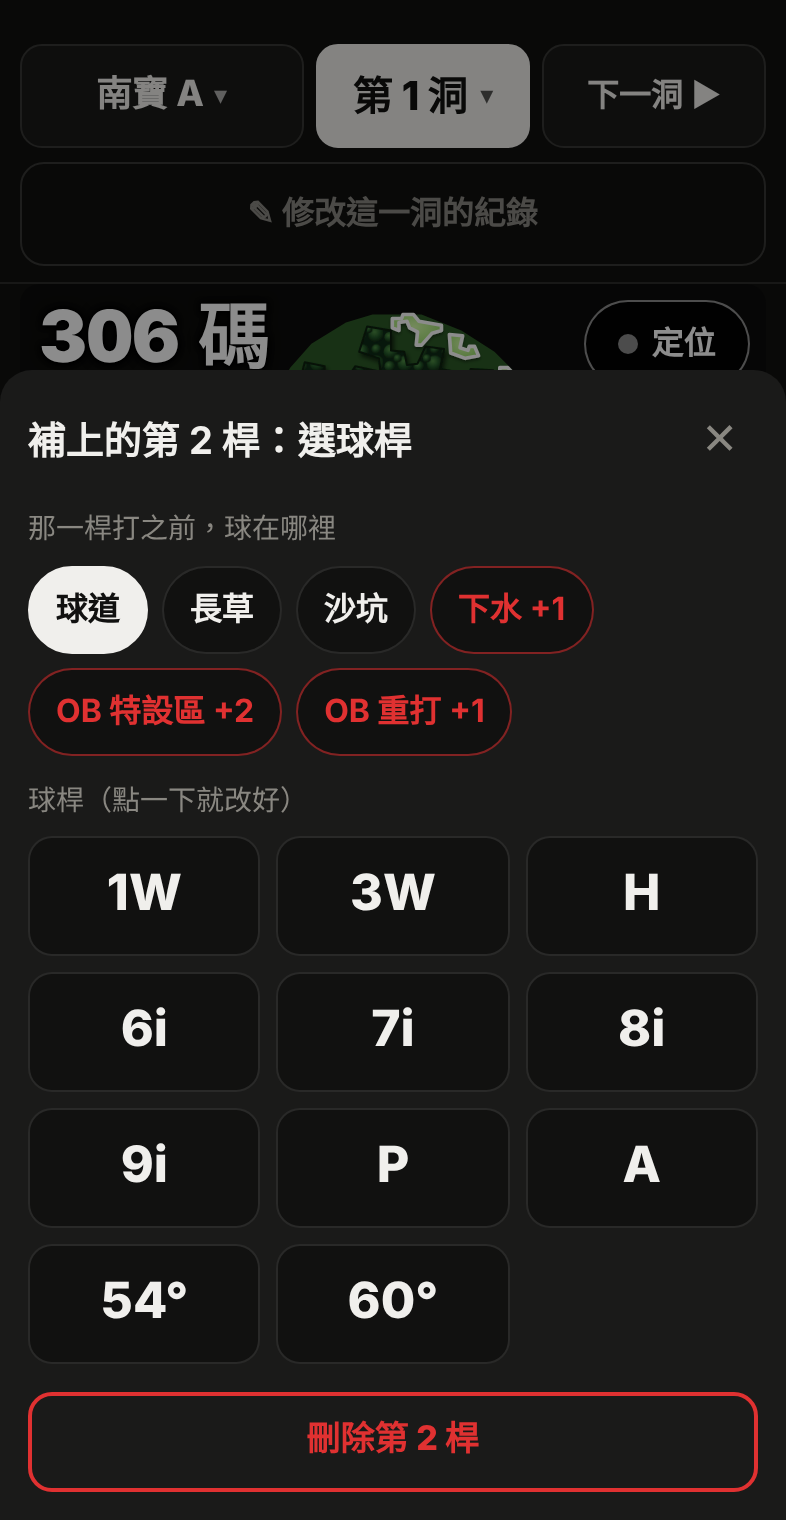 南寶 A ▾
第 1 洞 ▾
下一洞 ▶
✎ 修改這一洞的紀錄
306 碼
定位
補上的第 2 桿：選球桿
✕
那一桿打之前，球在哪裡
球道
長草
沙坑
下水 +1
OB 特設區 +2
OB 重打 +1
球桿（點一下就改好）
1W
3W
H
6i
7i
8i
9i
P
A
54°
60°
刪除第 2 桿